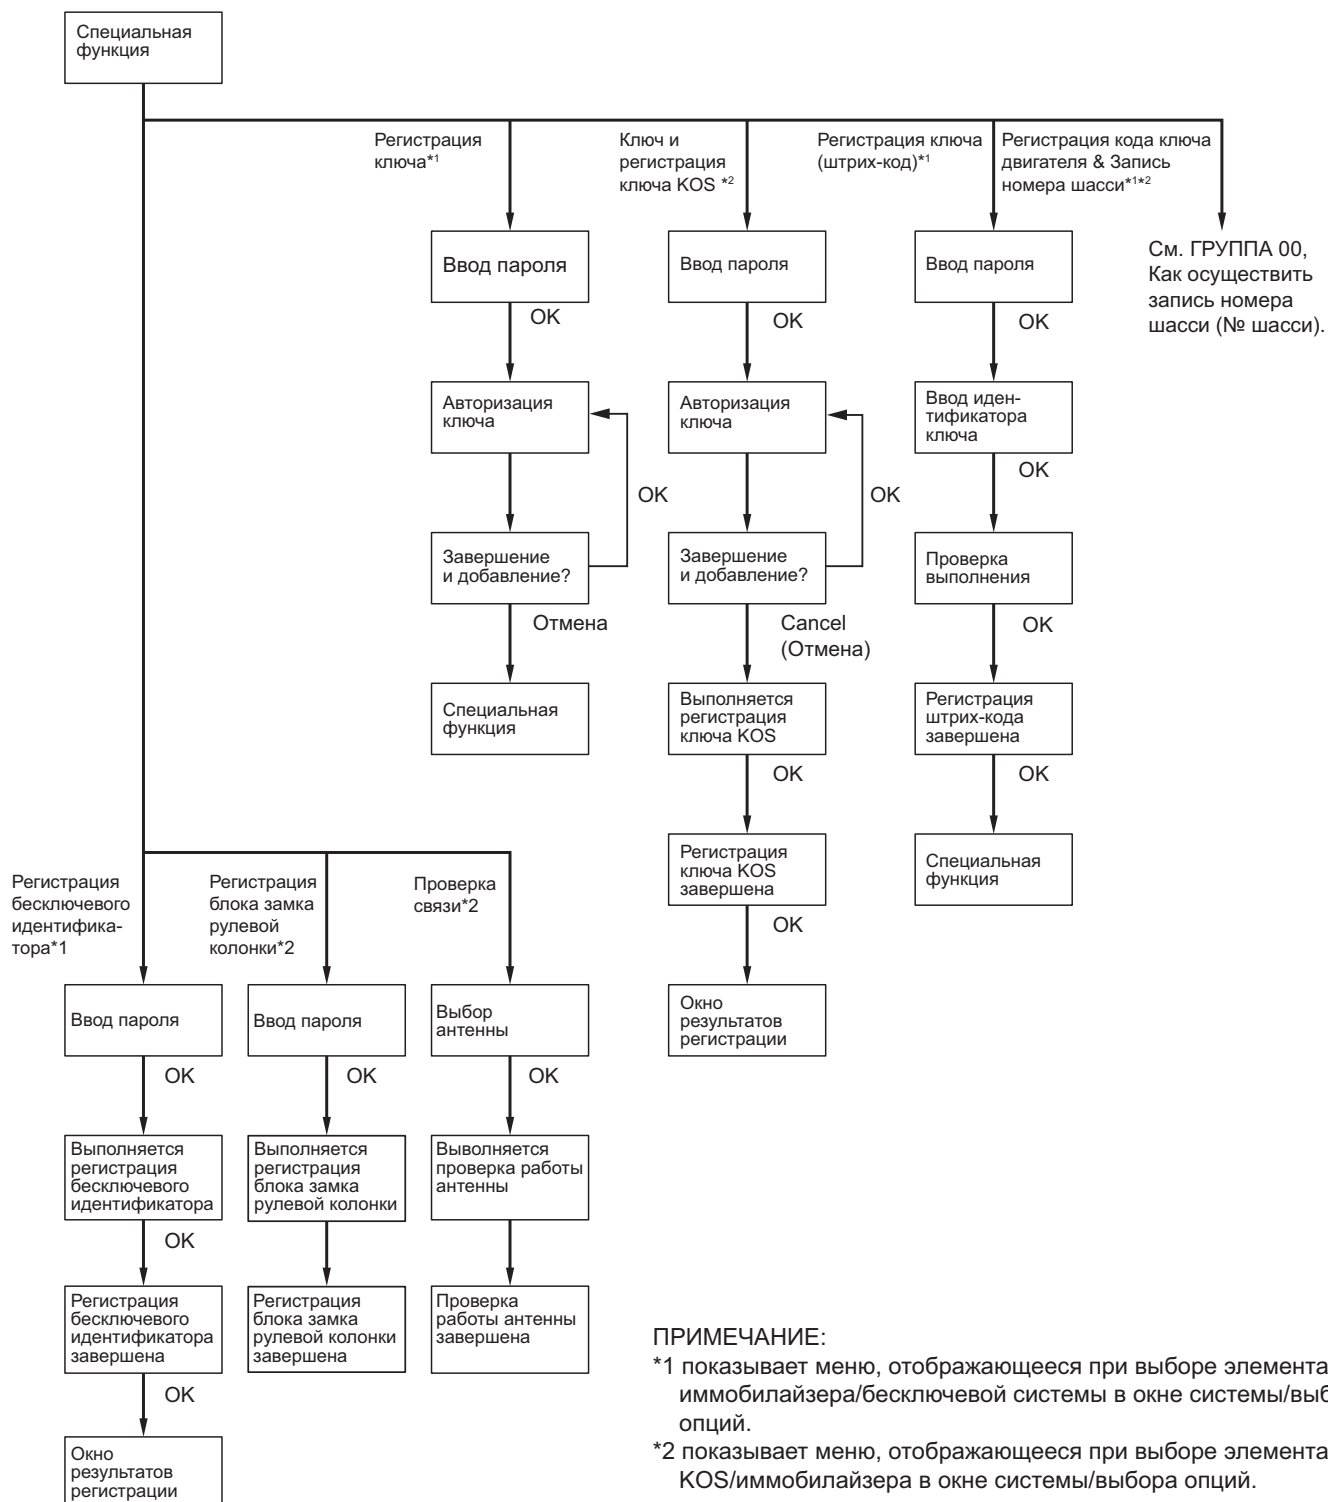 Специальная
функция
Регистрация
ключа*1
Ключ и
регистрация
ключа KOS *2
Регистрация ключа
(штрих-код)*1
Регистрация кода ключа
двигателя & Запись
номера шасси*1*2
Ввод пароля
OK
Авторизация
ключа
OK
Завершение
и добавление?
Отмена
Специальная
функция
Ввод пароля
OK
Авторизация
ключа
OK
Завершение
и добавление?
Cancel
(Отмена)
Выполняется
регистрация
ключа KOS
OK
Регистрация
ключа KOS
завершена
OK
Окно
результатов
регистрации
Ввод пароля
OK
Ввод иден-
тификатора
ключа
OK
Проверка
выполнения
OK
Регистрация
штрих-кода
завершена
OK
Специальная
функция
См. ГРУППА 00,
Как осуществить
запись номера
шасси (№ шасси).
Регистрация
бесключевого
идентифика-
тора*1
Регистрация
блока замка
рулевой
колонки*2
Проверка
связи*2
Ввод пароля
OK
Выполняется
регистрация
бесключевого
идентификатора
OK
Регистрация
бесключевого
идентификатора
завершена
OK
Окно
результатов
регистрации
Ввод пароля
OK
Выполняется
регистрация
блока замка
рулевой колонки
Регистрация
блока замка
рулевой колонки
завершена
Выбор
антенны
OK
Выволняется
проверка работы
антенны
Проверка
работы антенны
завершена
ПРИМЕЧАНИЕ:
*1 показывает меню, отображающееся при выборе элемента
иммобилайзера/бесключевой системы в окне системы/выб
опций.
*2 показывает меню, отображающееся при выборе элемента
KOS/иммобилайзера в окне системы/выбора опций.